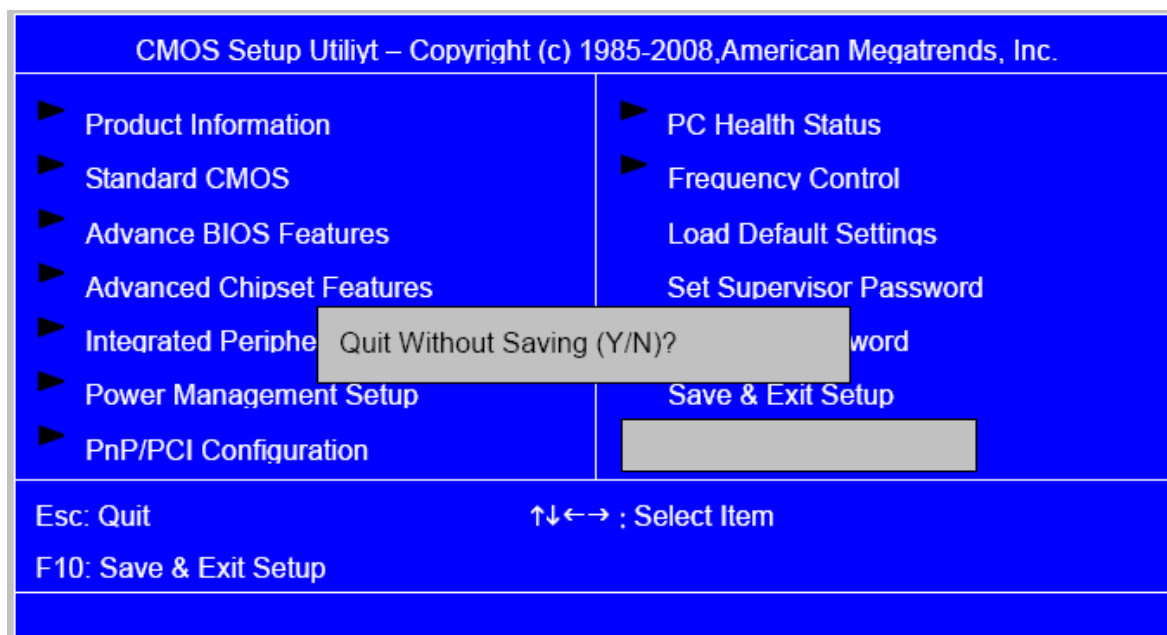 CMOS Setup Utiliyt – Copyright (c) 1985-2008,American Megatrends, Inc.
Product Information
Standard CMOS
Advance BIOS Features
Advanced Chipset Features
Integrated Periphe
Power Management Setup
PnP/PCI Configuration
PC Health Status
Frequency Control
Load Default Settings
Set Supervisor Password
word
Save & Exit Setup
Quit Without Saving (Y/N)?
Esc: Quit
↑↓←→ : Select Item
F10: Save & Exit Setup